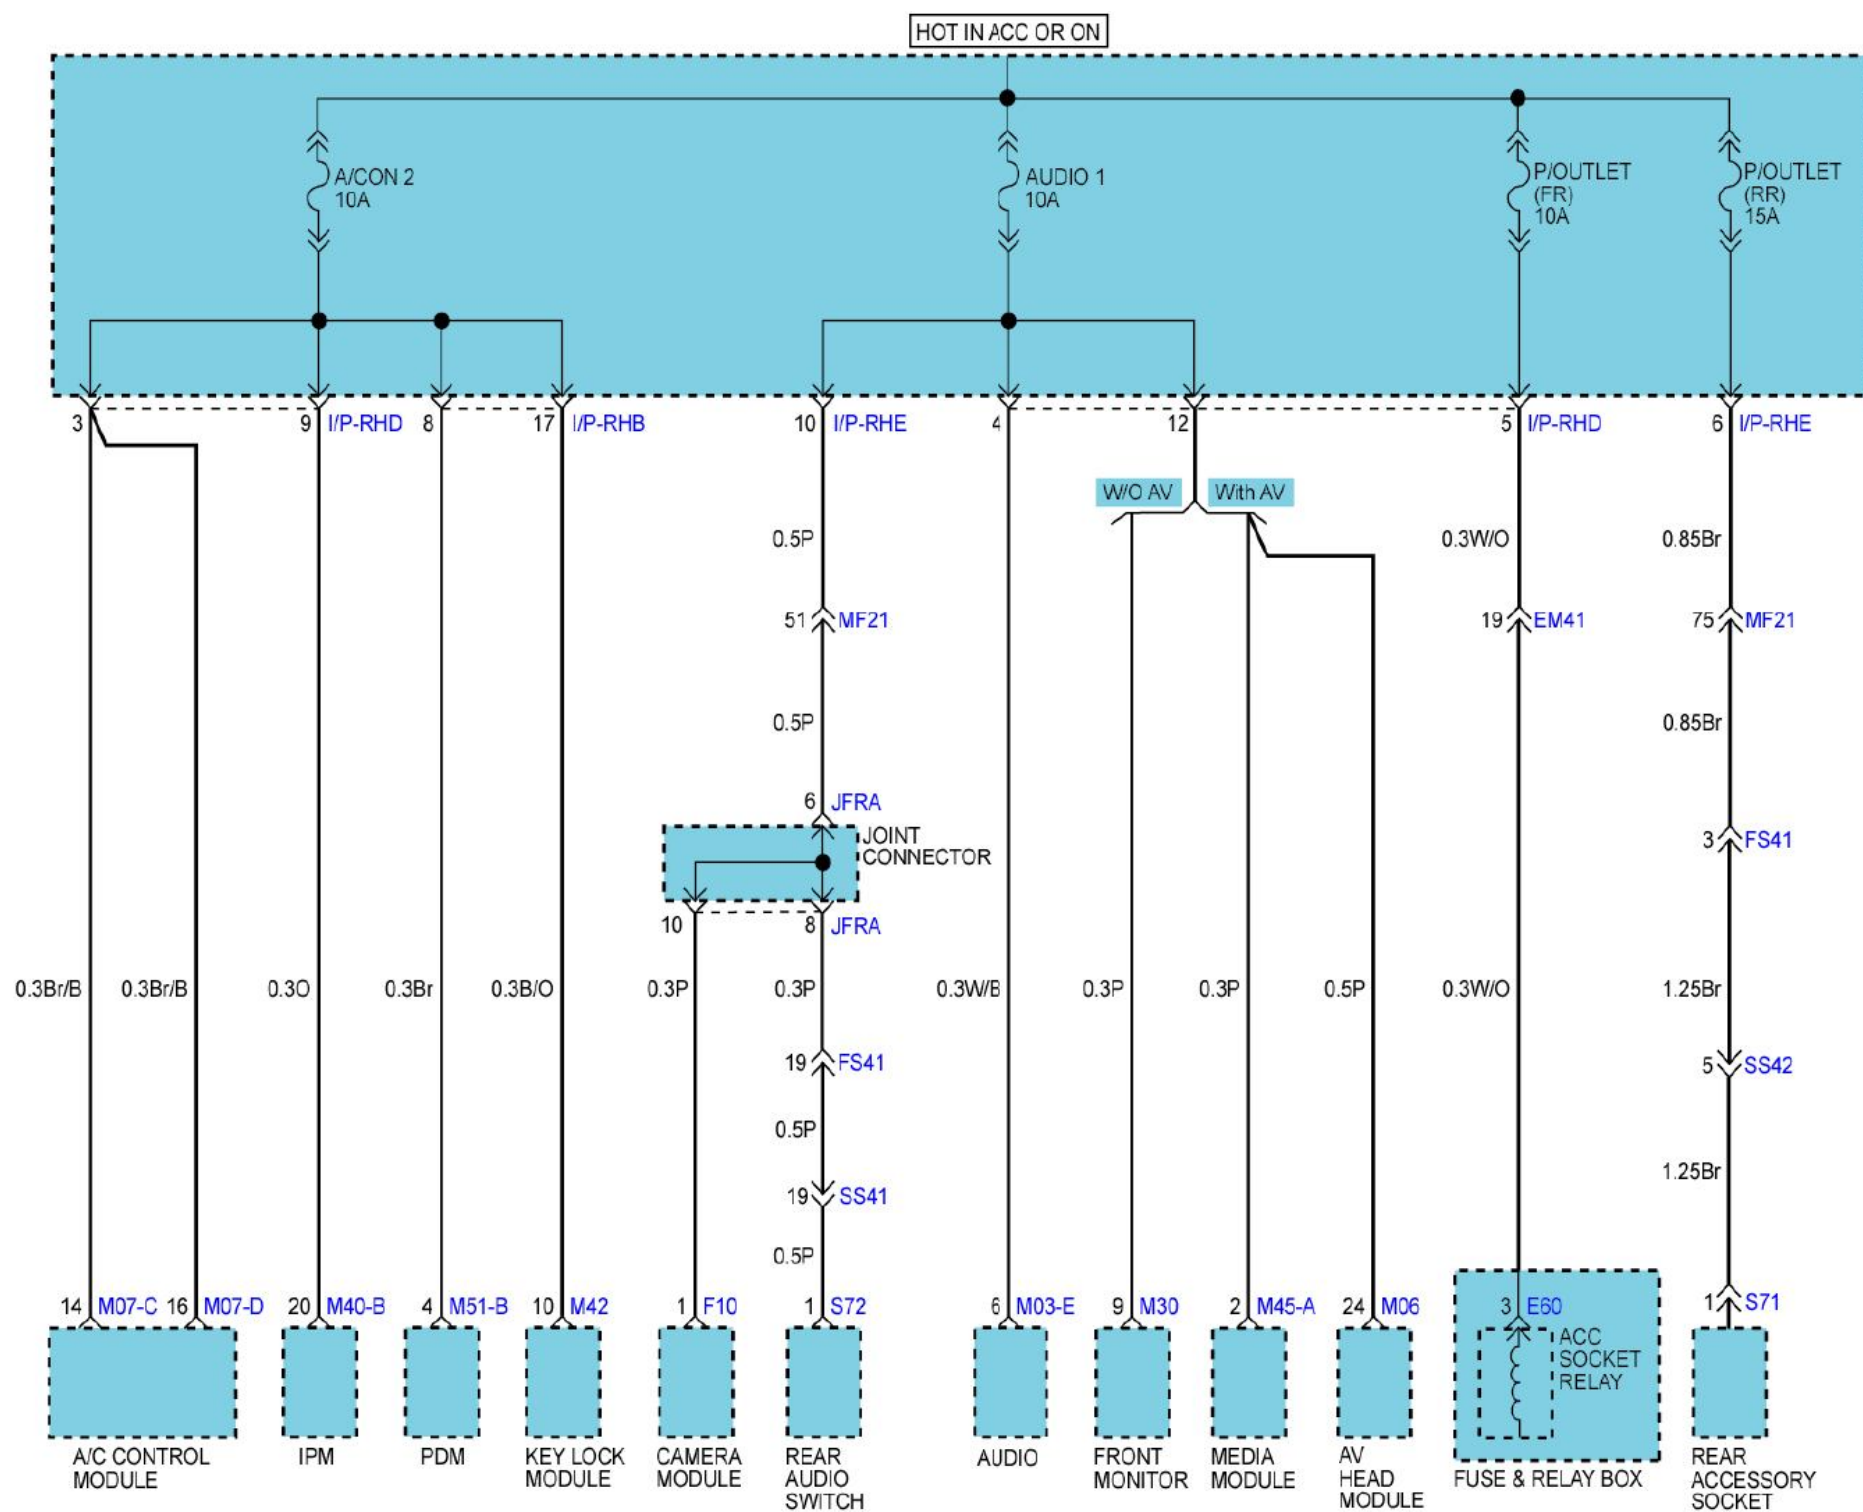 HOT IN ACC OR ON
A/CON 2
10A
AUDIO 1
10A
P/OUTLET
(FR)
10A
P/OUTLET
(RR)
15A
3
9 I/P-RHD
8
17 I/P-RHB
10 I/P-RHE
4
12
5 I/P-RHD
6 I/P-RHE
W/O AV
With AV
0.5P
0.3W/O
0.85Br
51 MF21
19 EM41
75 MF21
0.5P
0.85Br
6 JFRA
JOINT
CONNECTOR
3 FS41
10
8 JFRA
0.3Br/B
0.3Br/B
0.3O
0.3Br
0.3B/O
0.3P
0.3P
0.3W/B
0.3P
0.3P
0.5P
0.3W/O
1.25Br
19 FS41
5 SS42
0.5P
1.25Br
19 SS41
0.5P
14 M07-C
16 M07-D
20 M40-B
4 M51-B
10 M42
1 F10
1 S72
6 M03-E
9 M30
2 M45-A
24 M06
3 E60
1 S71
ACC
SOCKET
RELAY
A/C CONTROL
MODULE
IPM
PDM
KEY LOCK
MODULE
CAMERA
MODULE
REAR
AUDIO
SWITCH
AUDIO
FRONT
MONITOR
MEDIA
MODULE
AV
HEAD
MODULE
FUSE & RELAY BOX
REAR
ACCESSORY
SOCKET